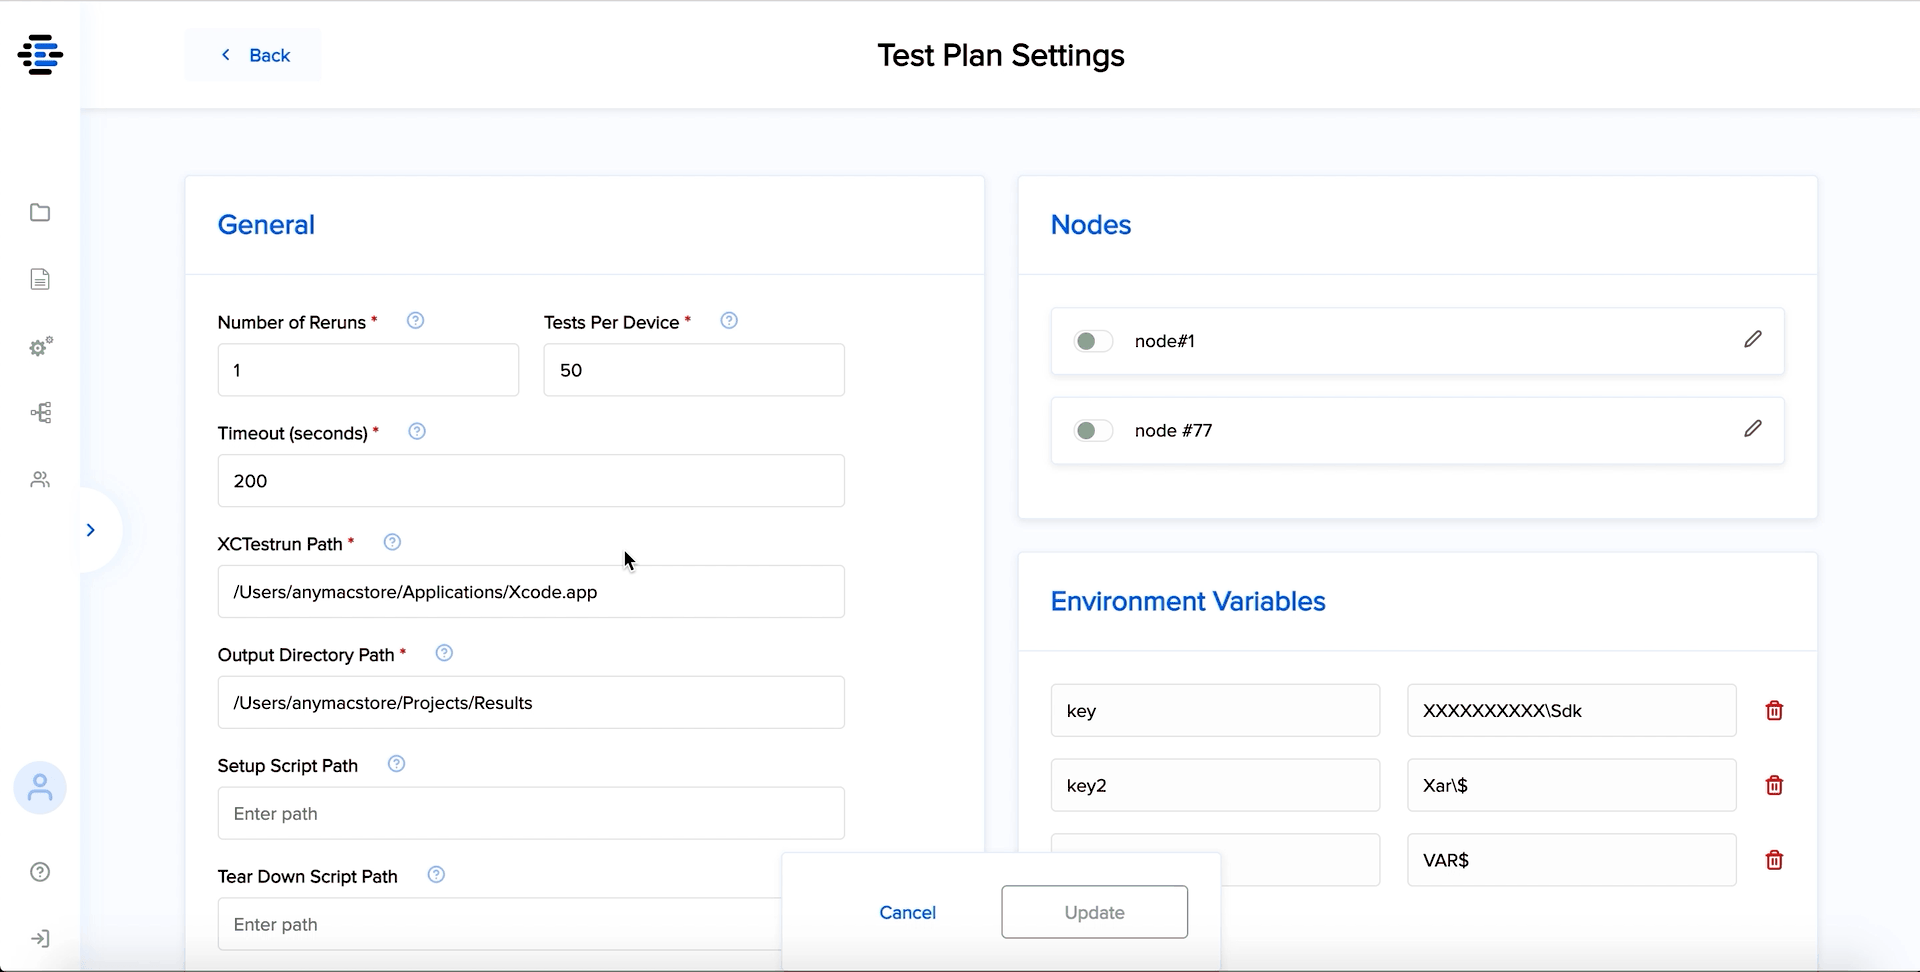 Back
Test Plan Settings
General
Number of Reruns *
Tests Per Device *
1
50
Timeout (seconds) *
200
XCTestrun Path *
/Users/anymacstore/Applications/Xcode.app
Output Directory Path *
/Users/anymacstore/Projects/Results
Setup Script Path
Enter path
Tear Down Script Path
Enter path
Nodes
node#1
node #77
Environment Variables
key
XXXXXXXXXX\Sdk
key2
Xar\$
VAR$
Cancel
Update